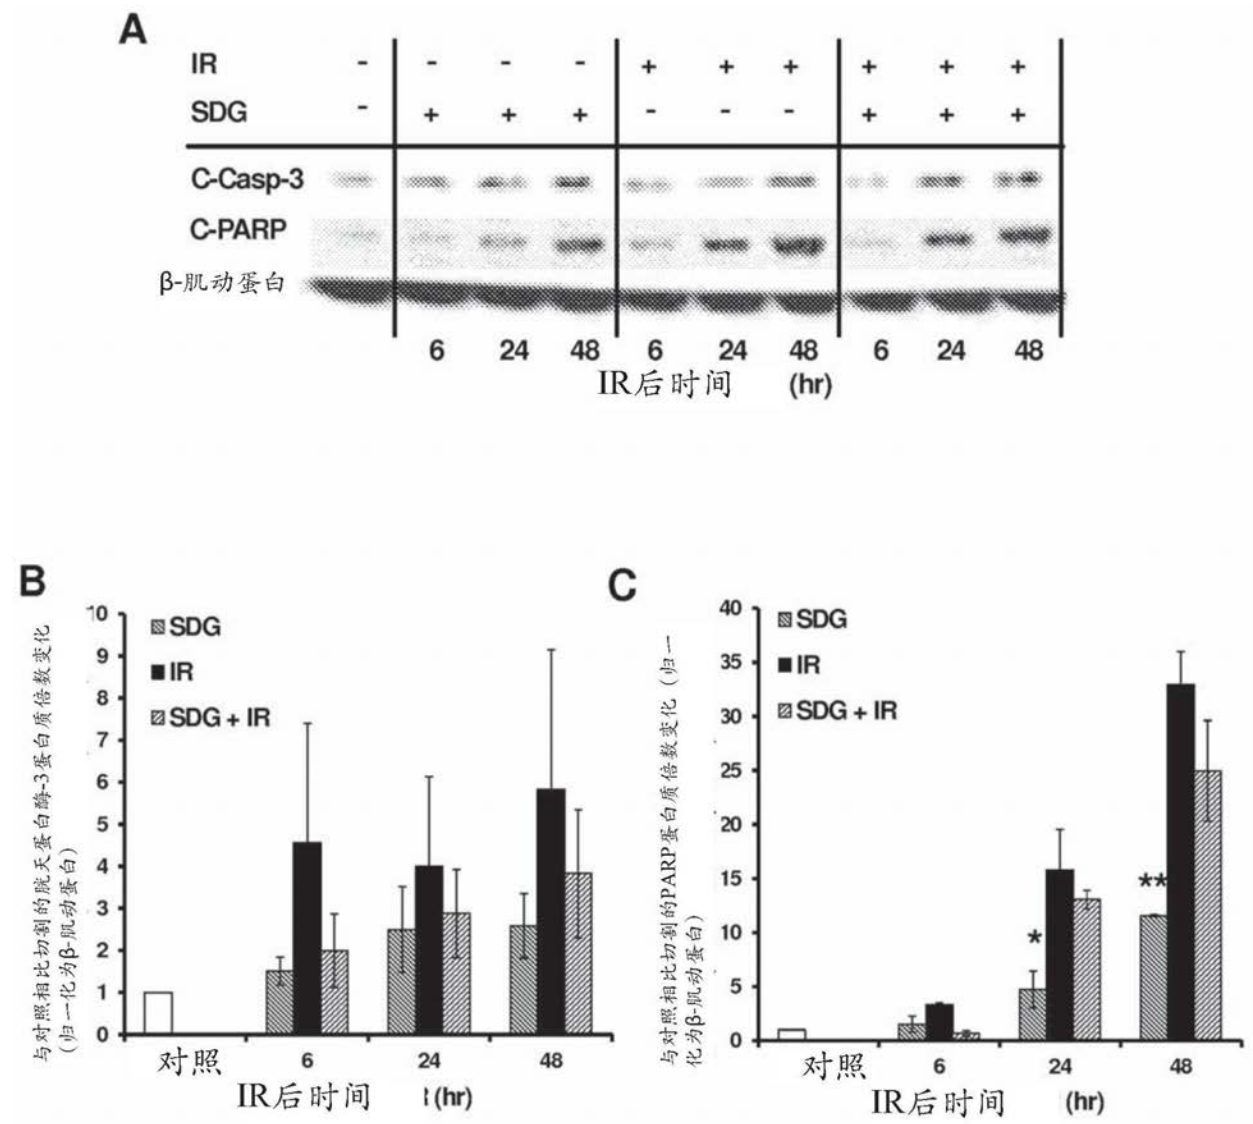 A
IR - - - - + + + + + +
SDG - + + + - - - + + +
C-Casp-3
C-PARP
β-肌动蛋白
6 24 48 6 24 48 6 24 48
IR后时间 (hr)
B
与对照相比切割的胱天蛋白酶-3蛋白质倍数变化
(归一化为β-肌动蛋白)
10
9
8
7
6
5
4
3
2
1
0
SDG
IR
SDG + IR
对照 6 24 48
IR后时间 (hr)
C
与对照相比切割的PARP蛋白质倍数变化 (归一
化为β-肌动蛋白)
40
35
30
25
20
15
10
5
0
SDG
IR
SDG + IR
*
**
对照 6 24 48
IR后时间 (hr)